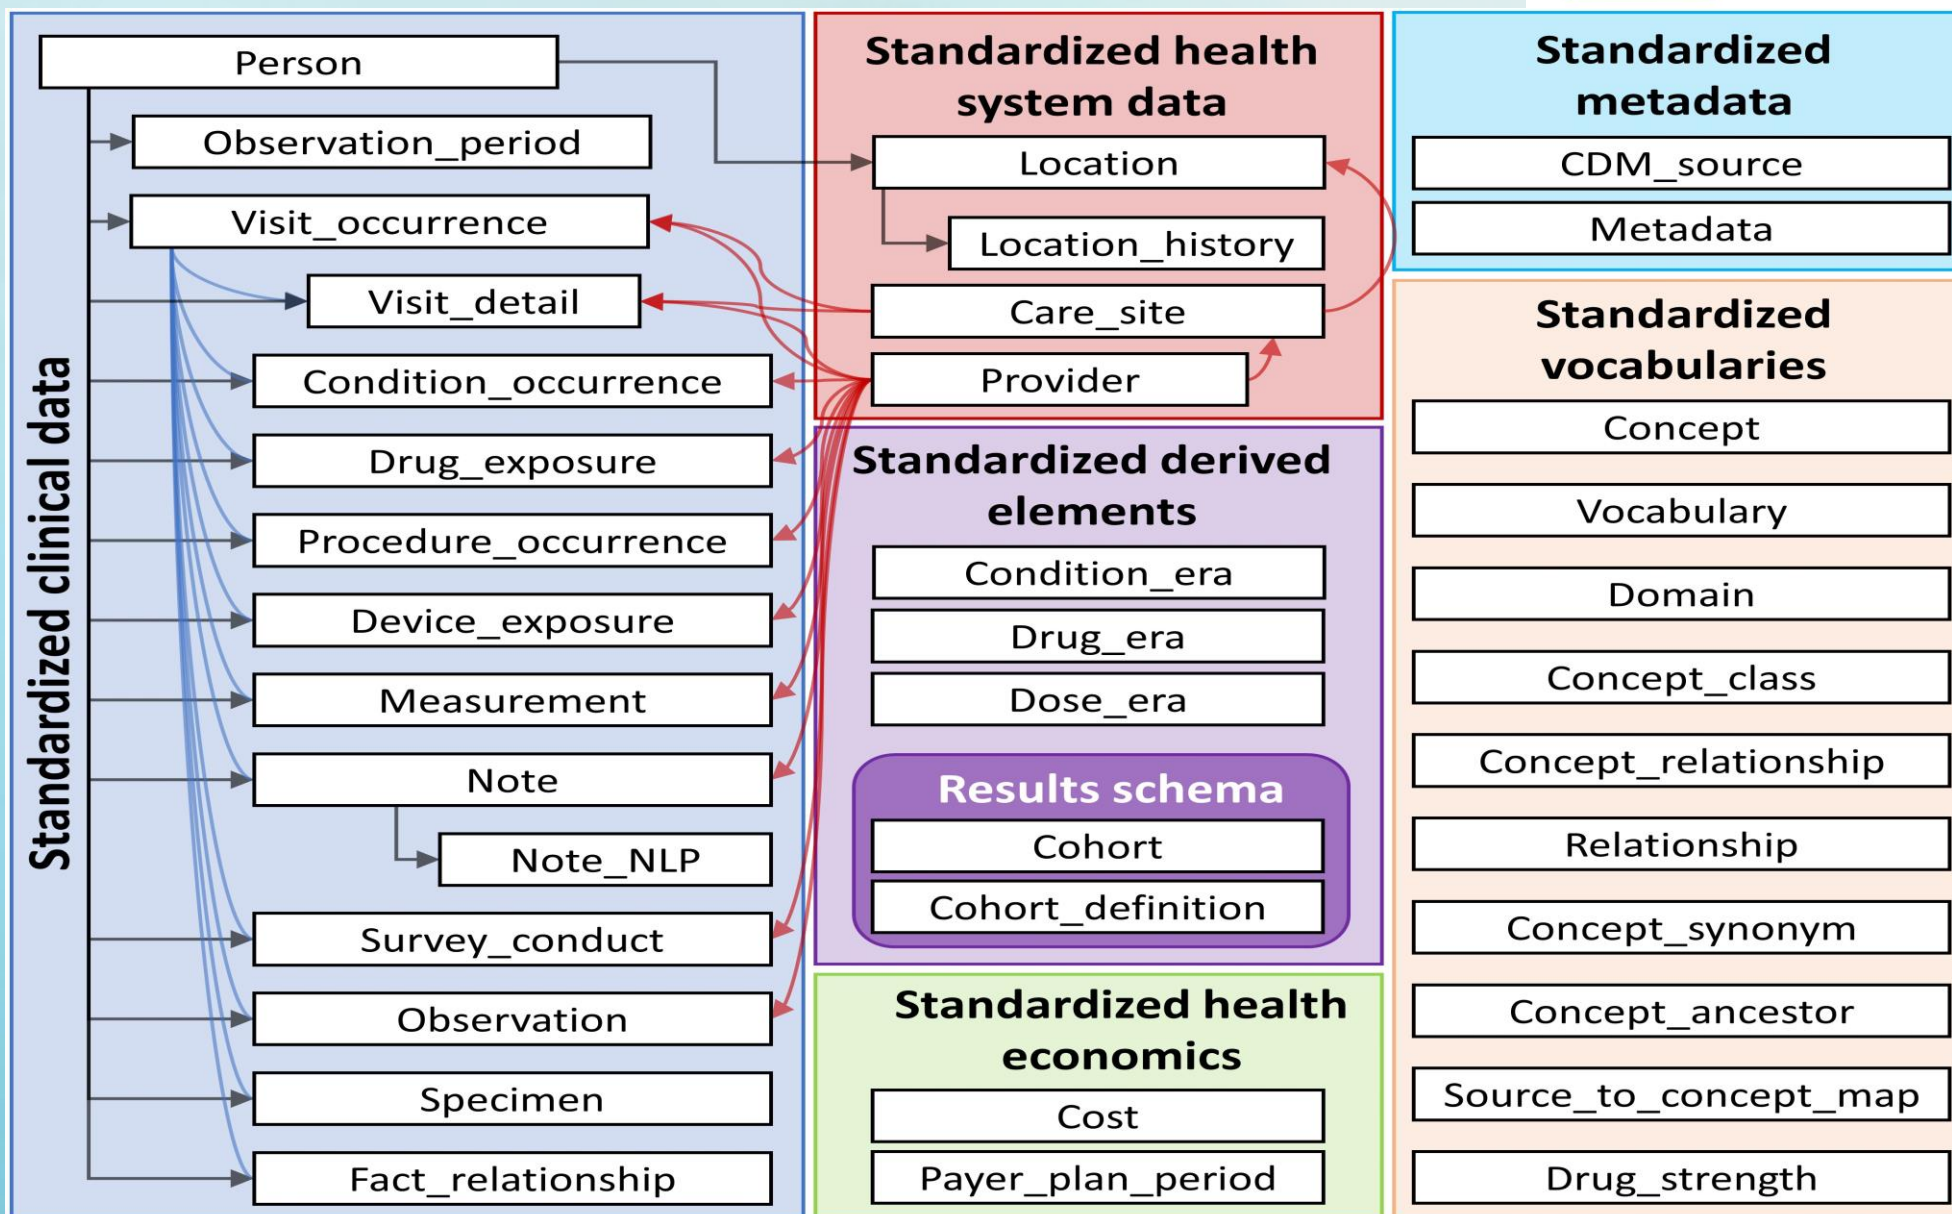 Standardized clinical data
Person
Observation_period
Visit_occurrence
Visit_detail
Condition_occurrence
Drug_exposure
Procedure_occurrence
Device_exposure
Measurement
Note
Note_NLP
Survey_conduct
Observation
Specimen
Fact_relationship
Standardized health
system data
Location
Location_history
Care_site
Provider
Standardized derived
elements
Condition_era
Drug_era
Dose_era
Results schema
Cohort
Cohort_definition
Standardized health
economics
Cost
Payer_plan_period
Standardized
metadata
CDM_source
Metadata
Standardized
vocabularies
Concept
Vocabulary
Domain
Concept_class
Concept_relationship
Relationship
Concept_synonym
Concept_ancestor
Source_to_concept_map
Drug_strength